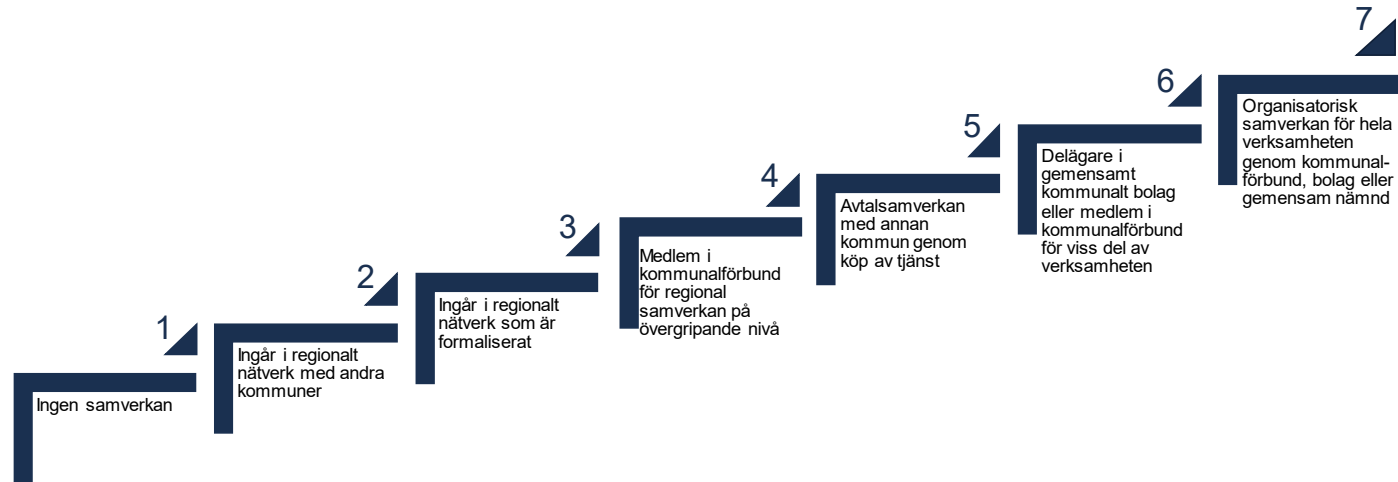 1
Ingen samverkan
2
Ingår i regionalt
nätverk med andra
kommuner
3
Ingår i regionalt
nätverk som är
formaliserat
4
Medlem i
kommunalförbund
för regional
samverkan på
övergripande nivå
5
Avtalsamverkan
med annan
kommun genom
köp av tjänst
6
Delägare i
gemensamt
kommunalt bolag
eller medlem i
kommunalförbund
för viss del av
verksamheten
7
Organisatorisk
samverkan för hela
verksamheten
genom kommunal-
förbund, bolag eller
gemensam nämnd